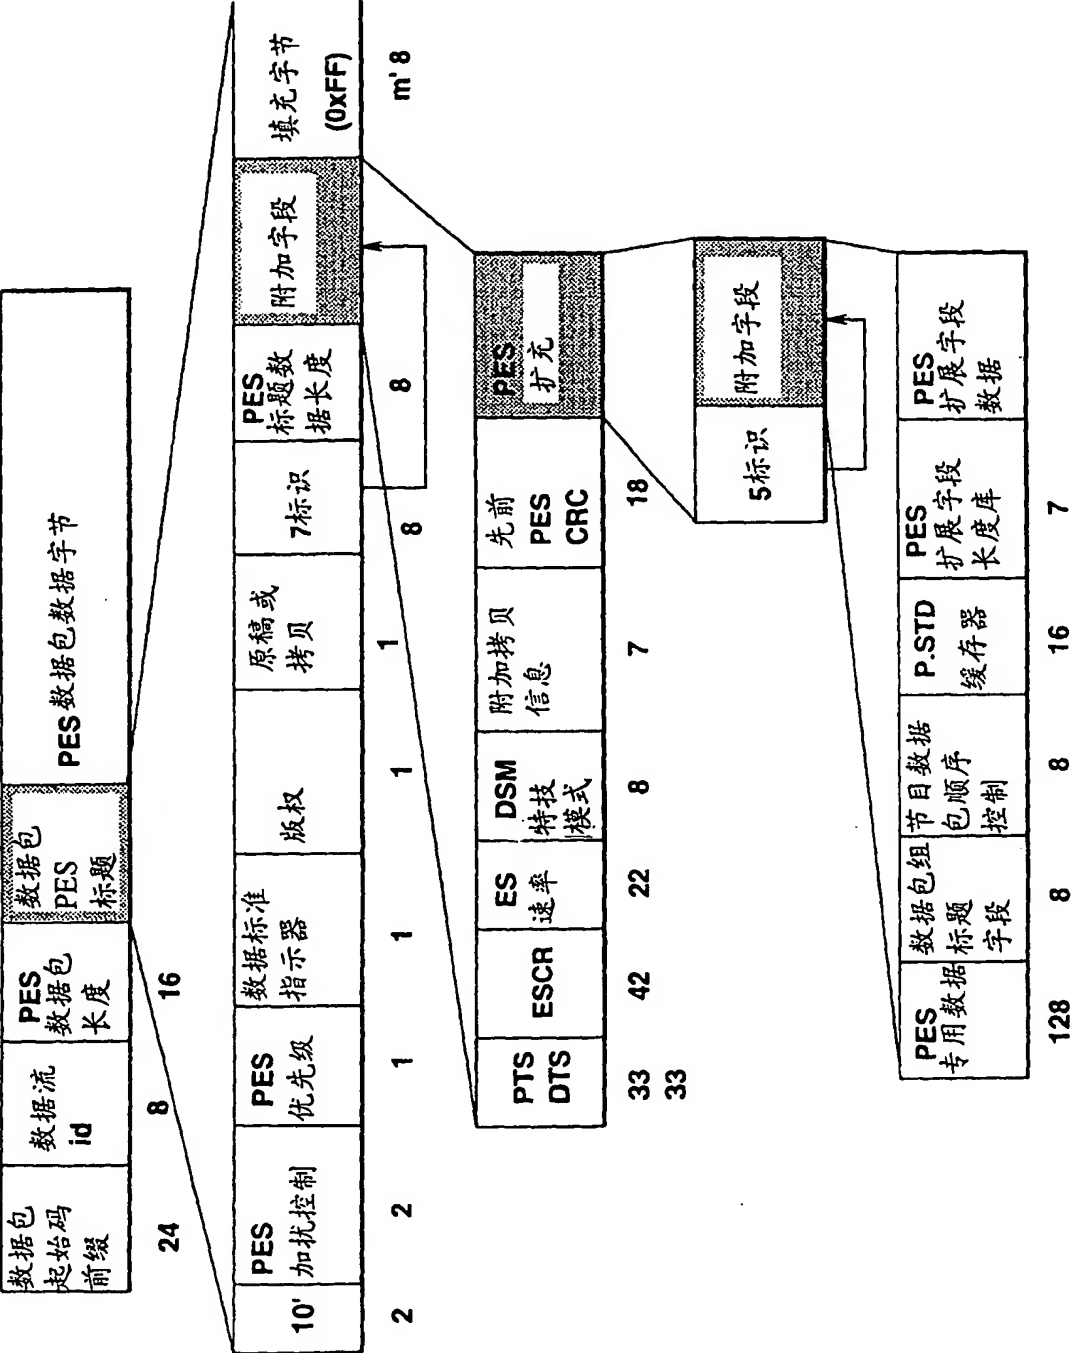 数据包
起始码
前缀
数据流
id
PES
数据包
长度
数据包
PES
标题
PES 数据包数据字节
24
8
16
10'
PES
加扰控制
PES
优先级
数据标准
指示器
版权
原稿或
拷贝
7标识
PES
标题数
据长度
附加字段
填充字节
(0xFF)
2
2
1
1
1
1
8
8
m' 8
PTS
DTS
ESCR
ES
速率
DSM
特技
模式
附加拷贝
信息
先前
PES
CRC
PES
扩充
33
33
42
22
8
7
18
5标识
附加字段
PES
专用数据
数据包组
标题
字段
节目数据
包顺序
控制
P.STD
缓存器
PES
扩展字段
长度库
PES
扩展字段
数据
128
8
8
16
7